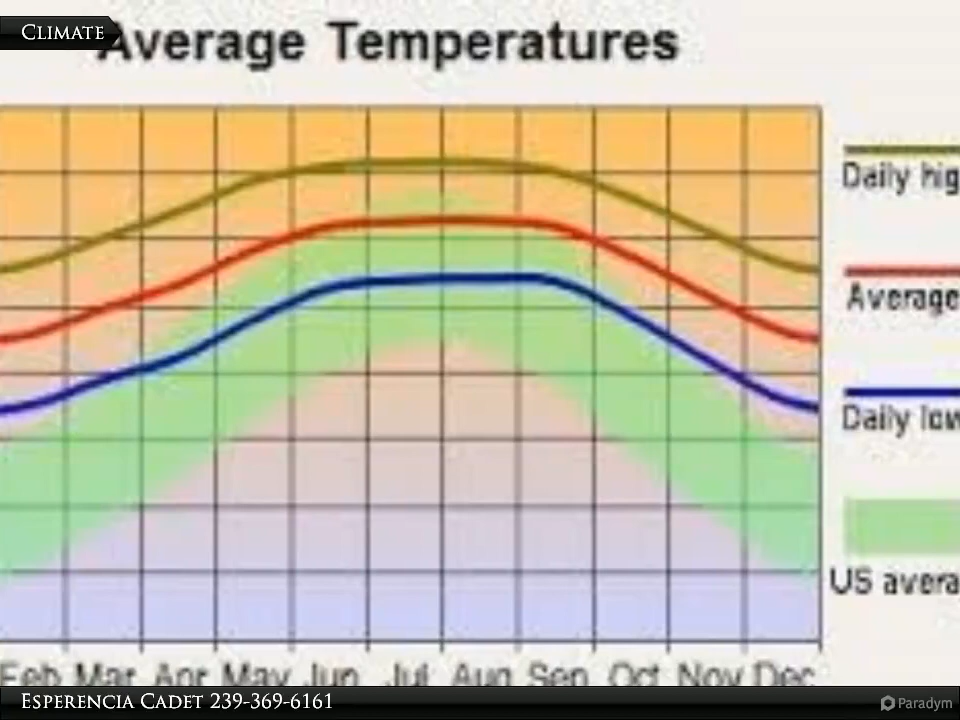 Climate
Average Temperatures
Daily hig
Average
Daily low
US avera
Feb Mar Apr May Jun Jul Aug Sep Oct Nov Dec
Esperencia Cadet 239-369-6161
Paradym